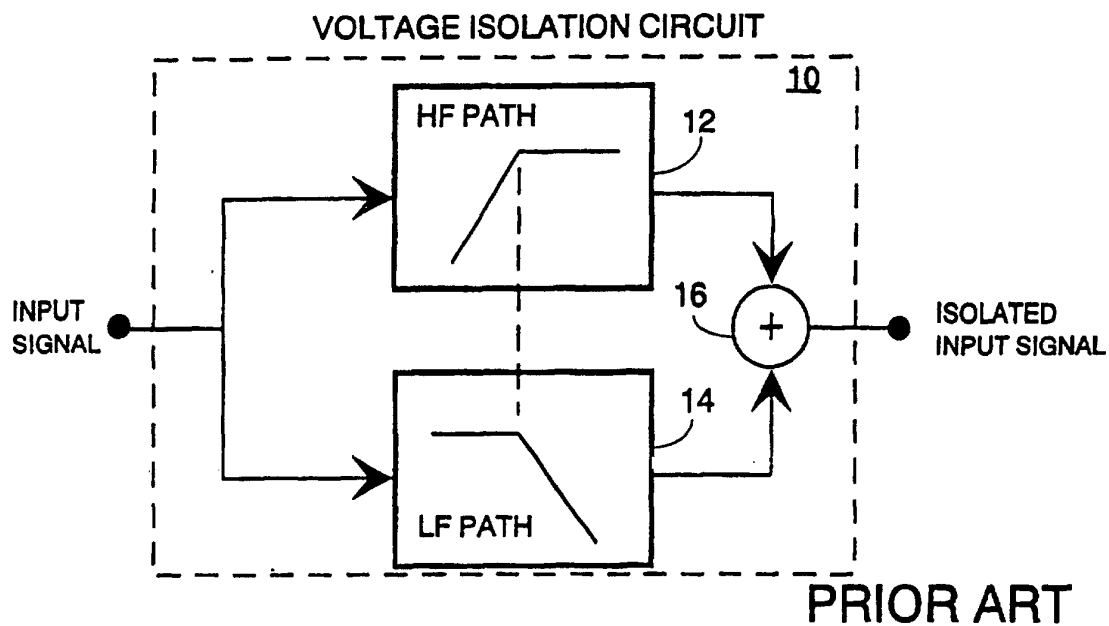 VOLTAGE ISOLATION CIRCUIT
10
HF PATH
12
INPUT
SIGNAL
16
+
ISOLATED
INPUT SIGNAL
14
LF PATH
PRIOR ART